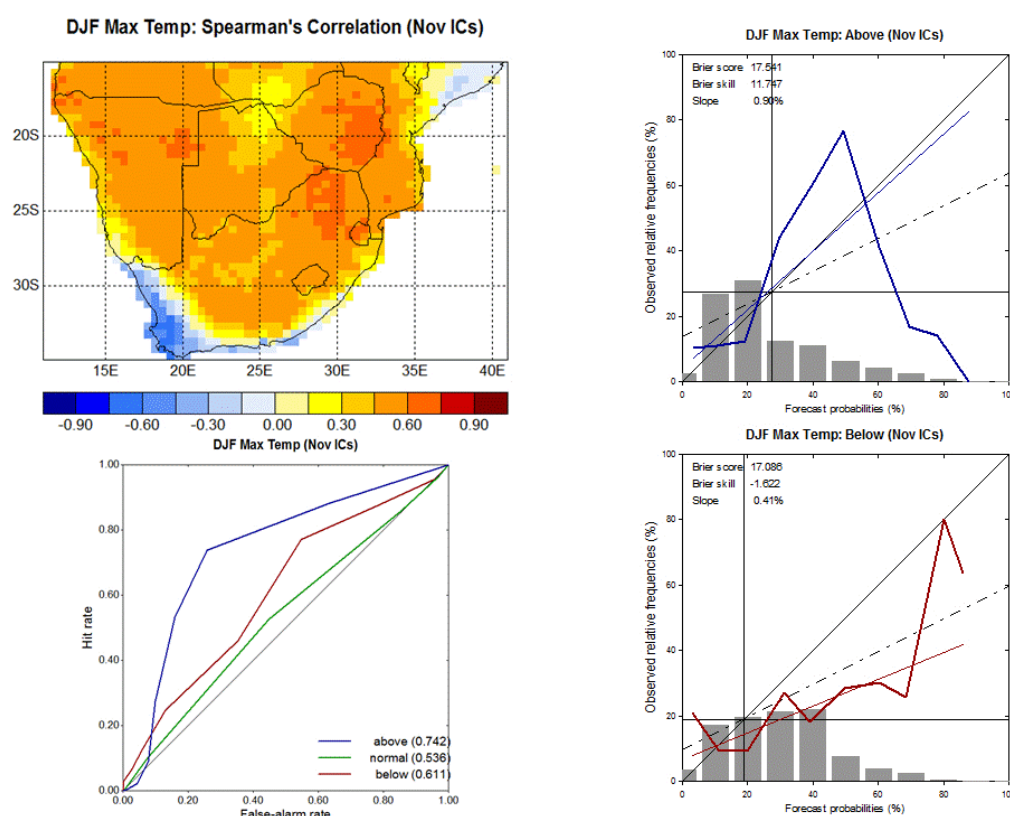 DJF Max Temp: Spearman's Correlation (Nov ICs)
20S
25S
30S
15E 20E 25E 30E 35E 40E
-0.90 -0.60 -0.30 0.00 0.30 0.60 0.90
DJF Max Temp (Nov ICs)
1.00
0.80
0.60
0.40
0.20
0.00
Hit rate
above (0.742)
normal (0.536)
below (0.611)
0.00 0.20 0.40 0.60 0.80 1.00
False-alarm rate
DJF Max Temp: Above (Nov ICs)
100
80
60
40
20
0
Observed relative frequencies (%)
Brier score 17.541
Brier skill 11.747
Slope 0.90%
0 20 40 60 80 100
Forecast probabilities (%)
DJF Max Temp: Below (Nov ICs)
100
80
60
40
20
0
Observed relative frequencies (%)
Brier score 17.086
Brier skill -1.622
Slope 0.41%
0 20 40 60 80 100
Forecast probabilities (%)